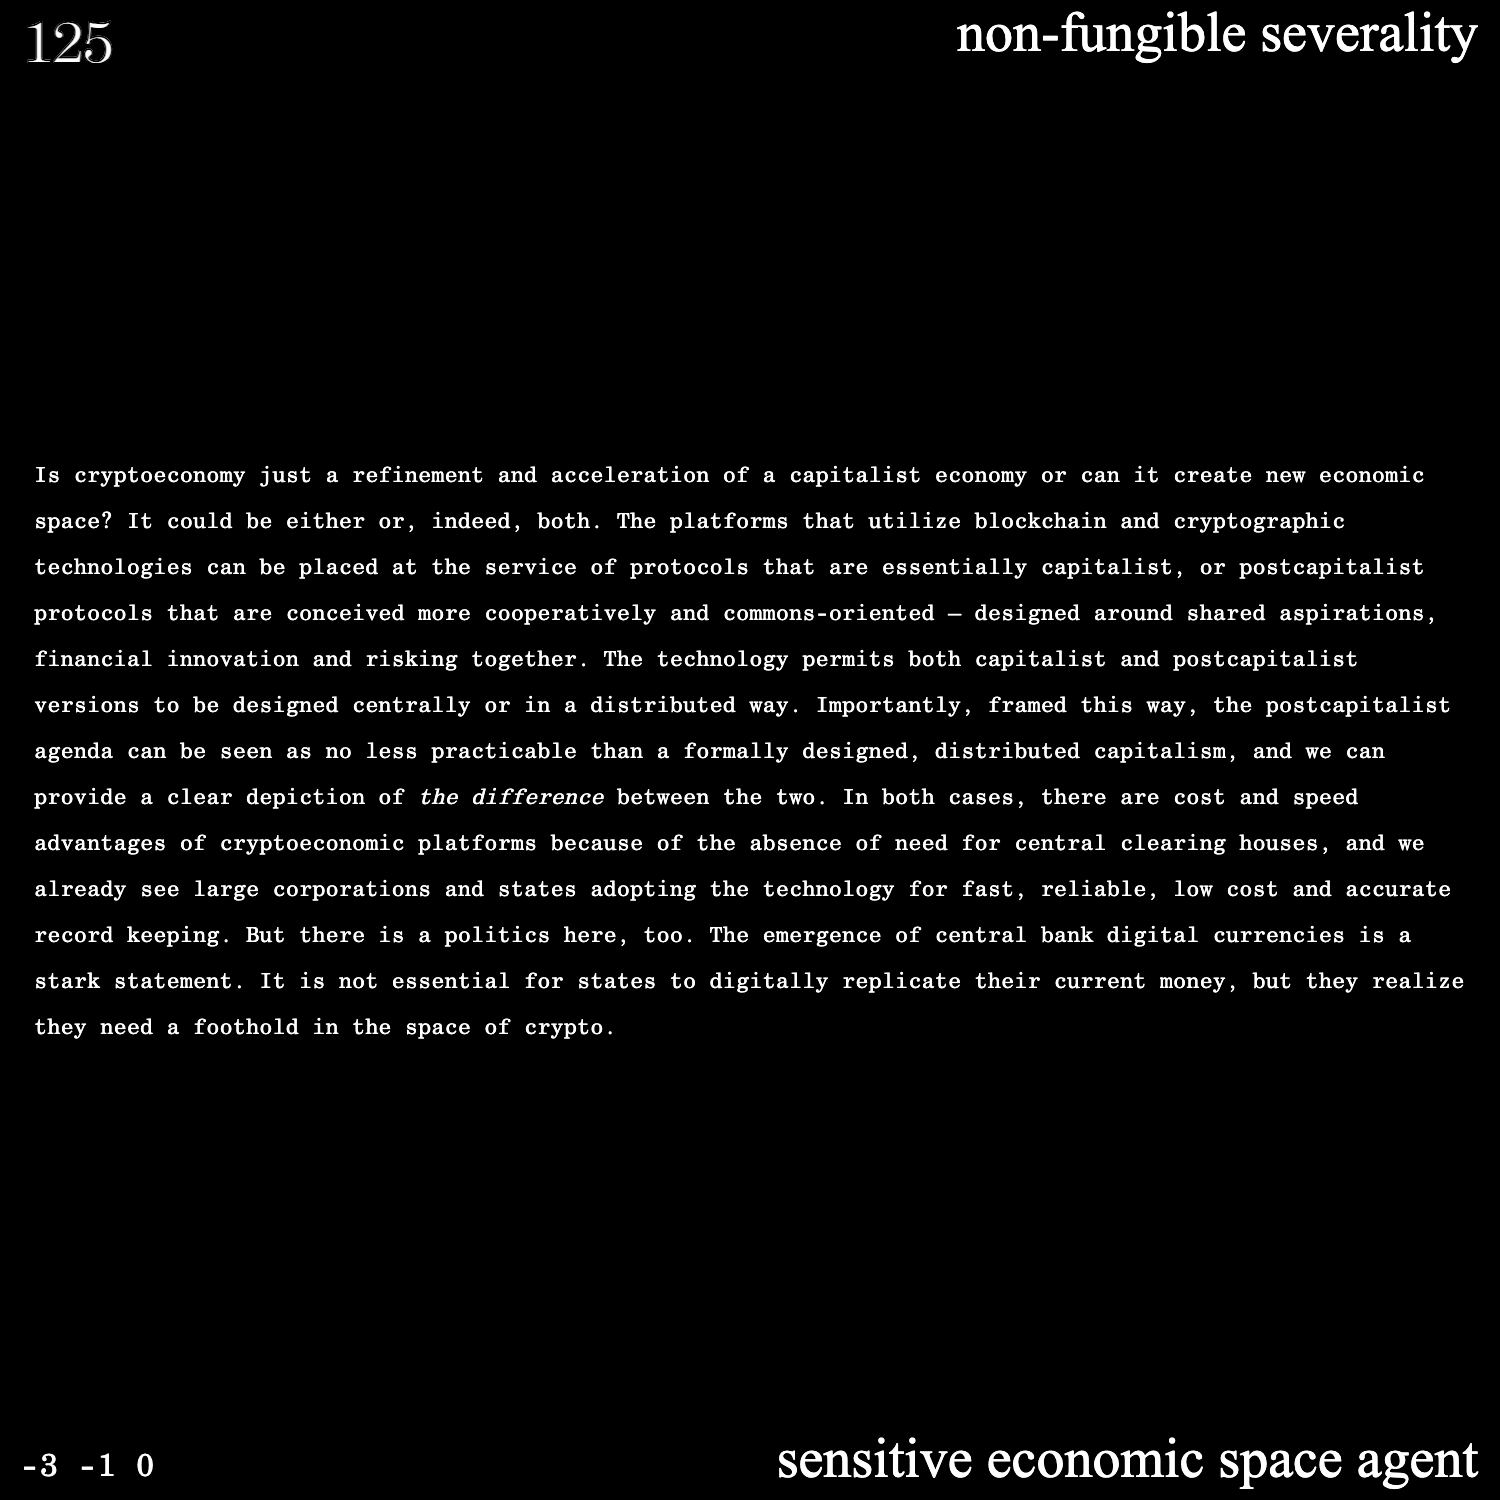 125
non-fungible severality
Is cryptoeconomy just a refinement and acceleration of a capitalist economy or can it create new economic
space? It could be either or, indeed, both. The platforms that utilize blockchain and cryptographic
technologies can be placed at the service of protocols that are essentially capitalist, or postcapitalist
protocols that are conceived more cooperatively and commons-oriented — designed around shared aspirations,
financial innovation and risking together. The technology permits both capitalist and postcapitalist
versions to be designed centrally or in a distributed way. Importantly, framed this way, the postcapitalist
agenda can be seen as no less practicable than a formally designed, distributed capitalism, and we can
provide a clear depiction of the difference between the two. In both cases, there are cost and speed
advantages of cryptoeconomic platforms because of the absence of need for central clearing houses, and we
already see large corporations and states adopting the technology for fast, reliable, low cost and accurate
record keeping. But there is a politics here, too. The emergence of central bank digital currencies is a
stark statement. It is not essential for states to digitally replicate their current money, but they realize
they need a foothold in the space of crypto.
-3 -1 0
sensitive economic space agent